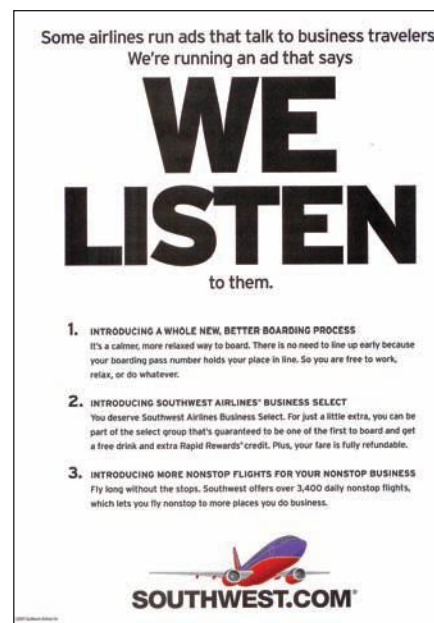 Some airlines run ads that talk to business travelers
We're running an ad that says
WE
LISTEN
to them.
1. INTRODUCING A WHOLE NEW, BETTER BOARDING PROCESS
It's a calmer, more relaxed way to board. There is no need to line up early because
your boarding pass number holds your place in line. So you are free to work,
relax, or do whatever.
2. INTRODUCING SOUTHWEST AIRLINES® BUSINESS SELECT
You deserve Southwest Airlines Business Select. For just a little extra, you can be
part of the select group that's guaranteed to be one of the first to board and get
a free drink and extra Rapid Rewards® credit. Plus, your fare is fully refundable.
3. INTRODUCING MORE NONSTOP FLIGHTS FOR YOUR NONSTOP BUSINESS
Fly long without the stops. Southwest offers over 3,400 daily nonstop flights,
which lets you fly nonstop to more places you do business.
SOUTHWEST.COM®